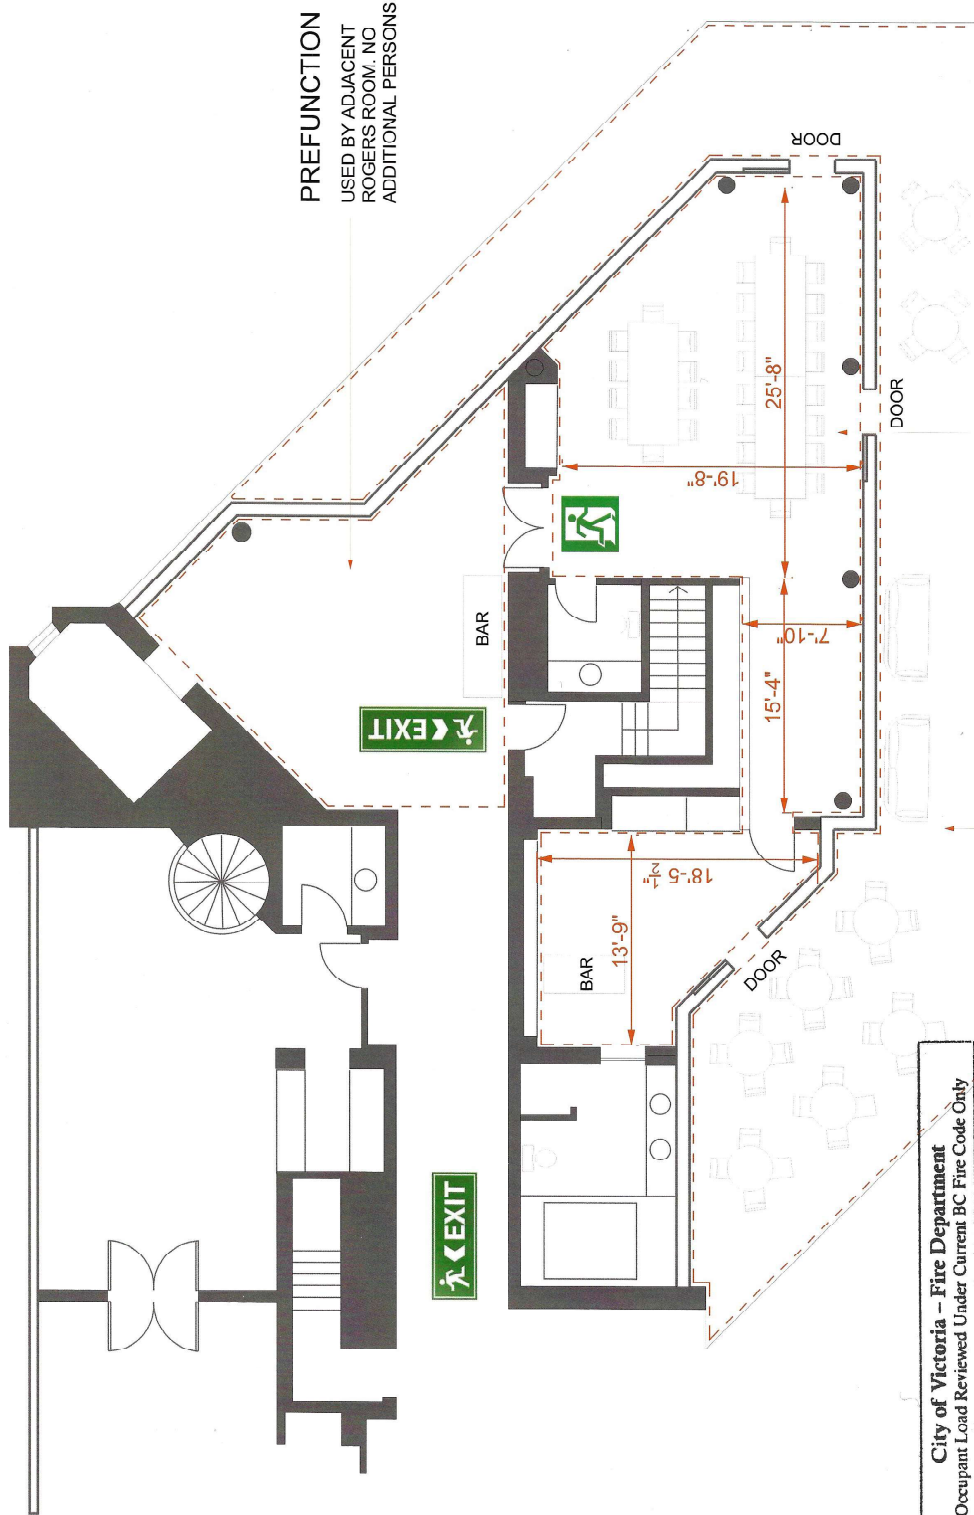 PREFUNCTION
USED BY ADJACENT
ROGERS ROOM. NO
ADDITIONAL PERSONS
DOOR
DOOR
DOOR
25'-8"
19'-8"
BAR
EXIT
7'-10"
15'-4"
18'-5 ½"
13'-9"
BAR
DOOR
EXIT
City of Victoria – Fire Department
Occupant Load Reviewed Under Current BC Fire Code Only